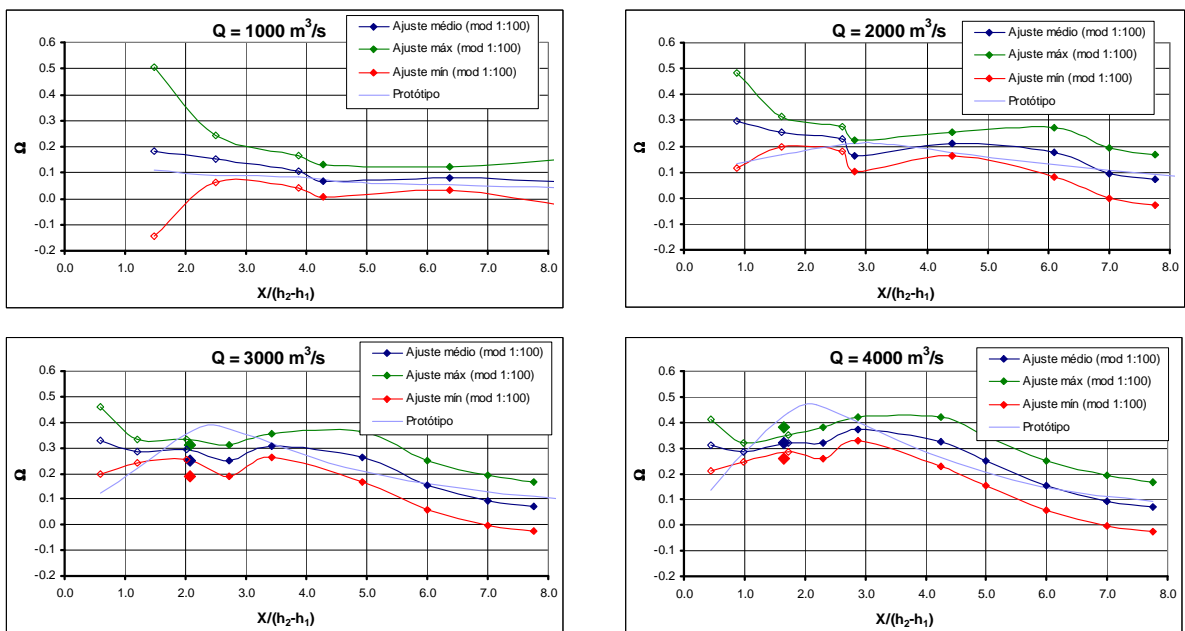 Q = 1000 m³/s
Ajuste médio (mod 1:100)
Ajuste máx (mod 1:100)
Ajuste mín (mod 1:100)
Protótipo
0.6
0.5
0.4
0.3
0.2
0.1
0.0
-0.1
-0.2
Ω
0.0 1.0 2.0 3.0 4.0 5.0 6.0 7.0 8.0
X/(h₂-h₁)
Q = 2000 m³/s
Ajuste médio (mod 1:100)
Ajuste máx (mod 1:100)
Ajuste mín (mod 1:100)
Protótipo
0.6
0.5
0.4
0.3
0.2
0.1
0.0
-0.1
-0.2
Ω
0.0 1.0 2.0 3.0 4.0 5.0 6.0 7.0 8.0
X/(h₂-h₁)
Q = 3000 m³/s
Ajuste médio (mod 1:100)
Ajuste máx (mod 1:100)
Ajuste mín (mod 1:100)
Protótipo
0.6
0.5
0.4
0.3
0.2
0.1
0.0
-0.1
-0.2
Ω
0.0 1.0 2.0 3.0 4.0 5.0 6.0 7.0 8.0
X/(h₂-h₁)
Q = 4000 m³/s
Ajuste médio (mod 1:100)
Ajuste máx (mod 1:100)
Ajuste mín (mod 1:100)
Protótipo
0.6
0.5
0.4
0.3
0.2
0.1
0.0
-0.1
-0.2
Ω
0.0 1.0 2.0 3.0 4.0 5.0 6.0 7.0 8.0
X/(h₂-h₁)